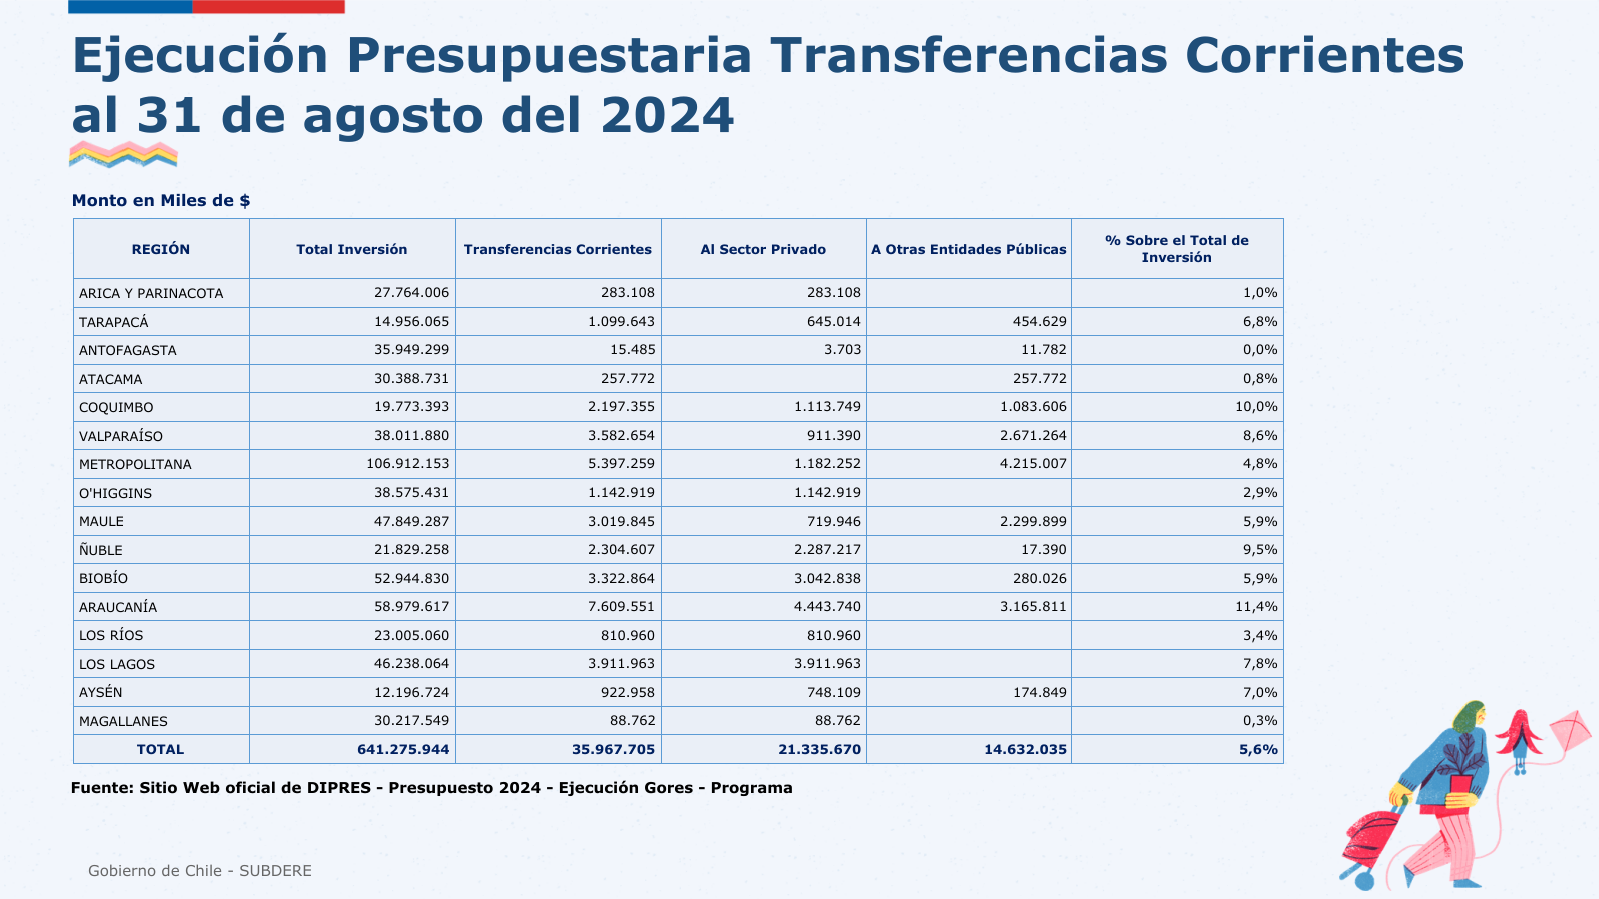 Ejecución Presupuestaria Transferencias Corrientes
al 31 de agosto del 2024
Monto en Miles de $
REGIÓN Total Inversión Transferencias Corrientes Al Sector Privado A Otras Entidades Públicas % Sobre el Total de Inversión
ARICA Y PARINACOTA 27.764.006 283.108 283.108 1,0%
TARAPACÁ 14.956.065 1.099.643 645.014 454.629 6,8%
ANTOFAGASTA 35.949.299 15.485 3.703 11.782 0,0%
ATACAMA 30.388.731 257.772 257.772 0,8%
COQUIMBO 19.773.393 2.197.355 1.113.749 1.083.606 10,0%
VALPARAÍSO 38.011.880 3.582.654 911.390 2.671.264 8,6%
METROPOLITANA 106.912.153 5.397.259 1.182.252 4.215.007 4,8%
O'HIGGINS 38.575.431 1.142.919 1.142.919 2,9%
MAULE 47.849.287 3.019.845 719.946 2.299.899 5,9%
ÑUBLE 21.829.258 2.304.607 2.287.217 17.390 9,5%
BIOBÍO 52.944.830 3.322.864 3.042.838 280.026 5,9%
ARAUCANÍA 58.979.617 7.609.551 4.443.740 3.165.811 11,4%
LOS RÍOS 23.005.060 810.960 810.960 3,4%
LOS LAGOS 46.238.064 3.911.963 3.911.963 7,8%
AYSÉN 12.196.724 922.958 748.109 174.849 7,0%
MAGALLANES 30.217.549 88.762 88.762 0,3%
TOTAL 641.275.944 35.967.705 21.335.670 14.632.035 5,6%
Fuente: Sitio Web oficial de DIPRES - Presupuesto 2024 - Ejecución Gores - Programa
Gobierno de Chile - SUBDERE